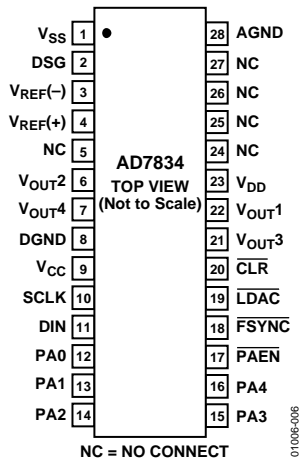 VSS 1 28 AGND
DSG 2 27 NC
VREF(–) 3 26 NC
VREF(+) 4 25 NC
NC 5 24 NC
VOUT2 6 23 VDD
VOUT4 7 22 VOUT1
DGND 8 21 VOUT3
VCC 9 20 CLR
SCLK 10 19 LDAC
DIN 11 18 FSYNC
PA0 12 17 PAEN
PA1 13 16 PA4
PA2 14 15 PA3
AD7834
TOP VIEW
(Not to Scale)
NC = NO CONNECT
01006-006